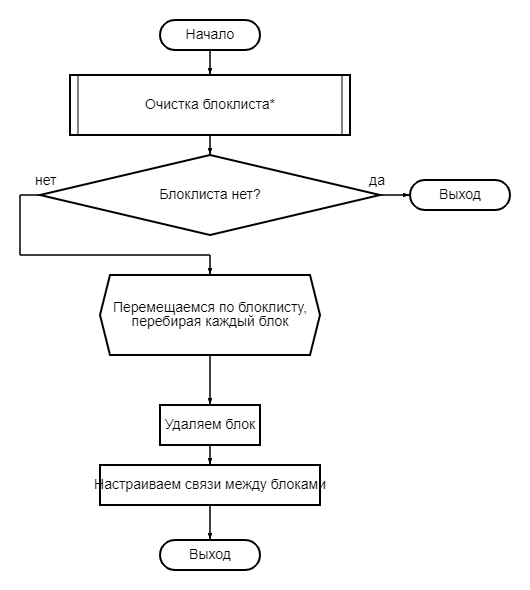 Начало
Очистка блоклиста*
нет
да
Блоклиста нет?
Выход
Перемещаемся по блоклисту,
перебирая каждый блок
Удаляем блок
Настраиваем связи между блоками
Выход